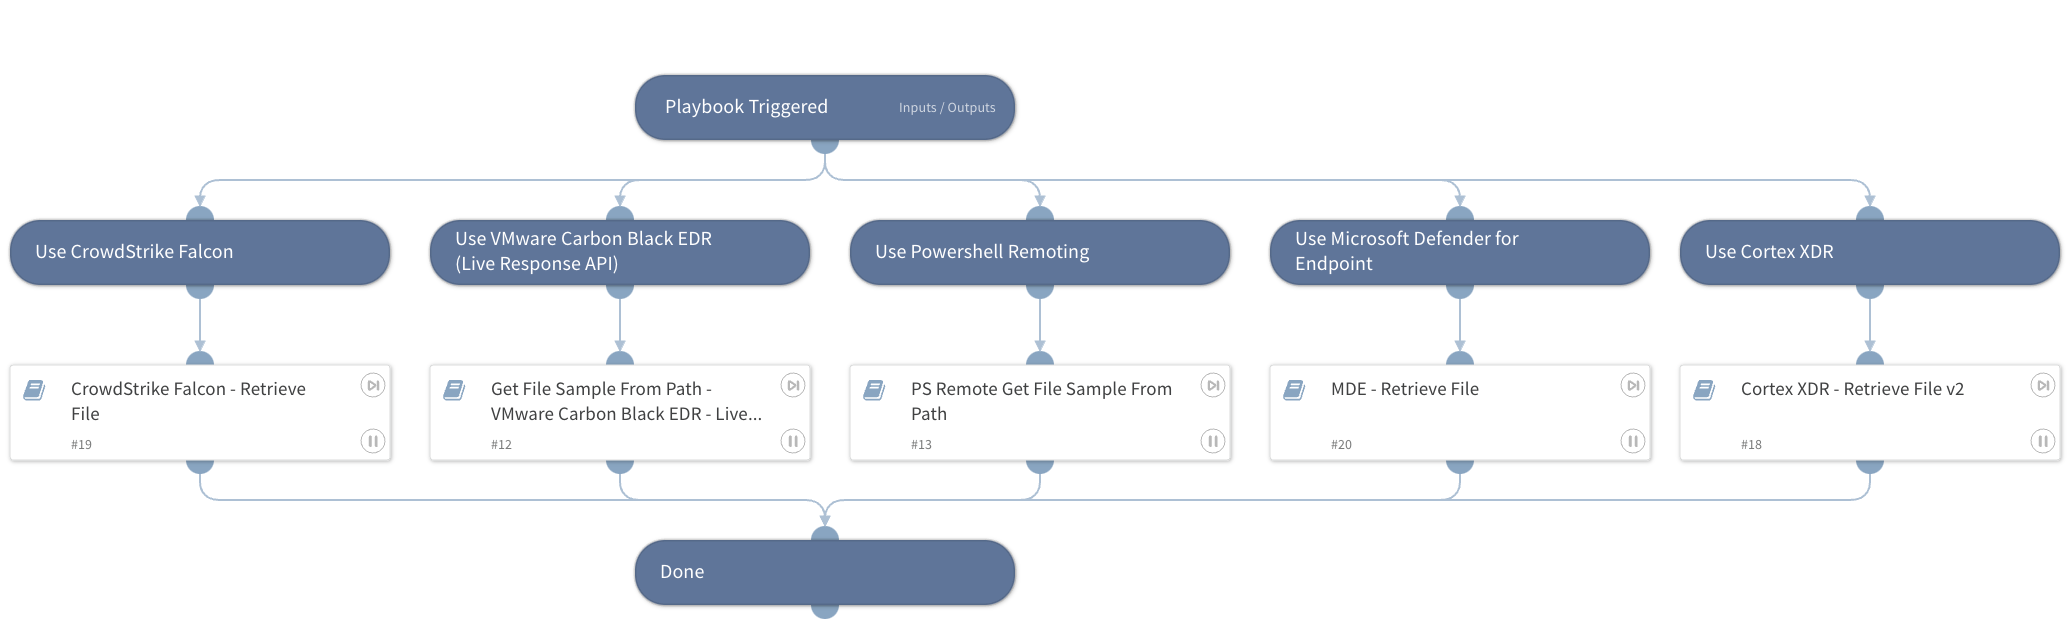 Playbook Triggered
Inputs / Outputs
Use CrowdStrike Falcon
Use VMware Carbon Black EDR
(Live Response API)
Use Powershell Remoting
Use Microsoft Defender for
Endpoint
Use Cortex XDR
CrowdStrike Falcon - Retrieve
File
#19
Get File Sample From Path -
VMware Carbon Black EDR - Live...
#12
PS Remote Get File Sample From
Path
#13
MDE - Retrieve File
#20
Cortex XDR - Retrieve File v2
#18
Done